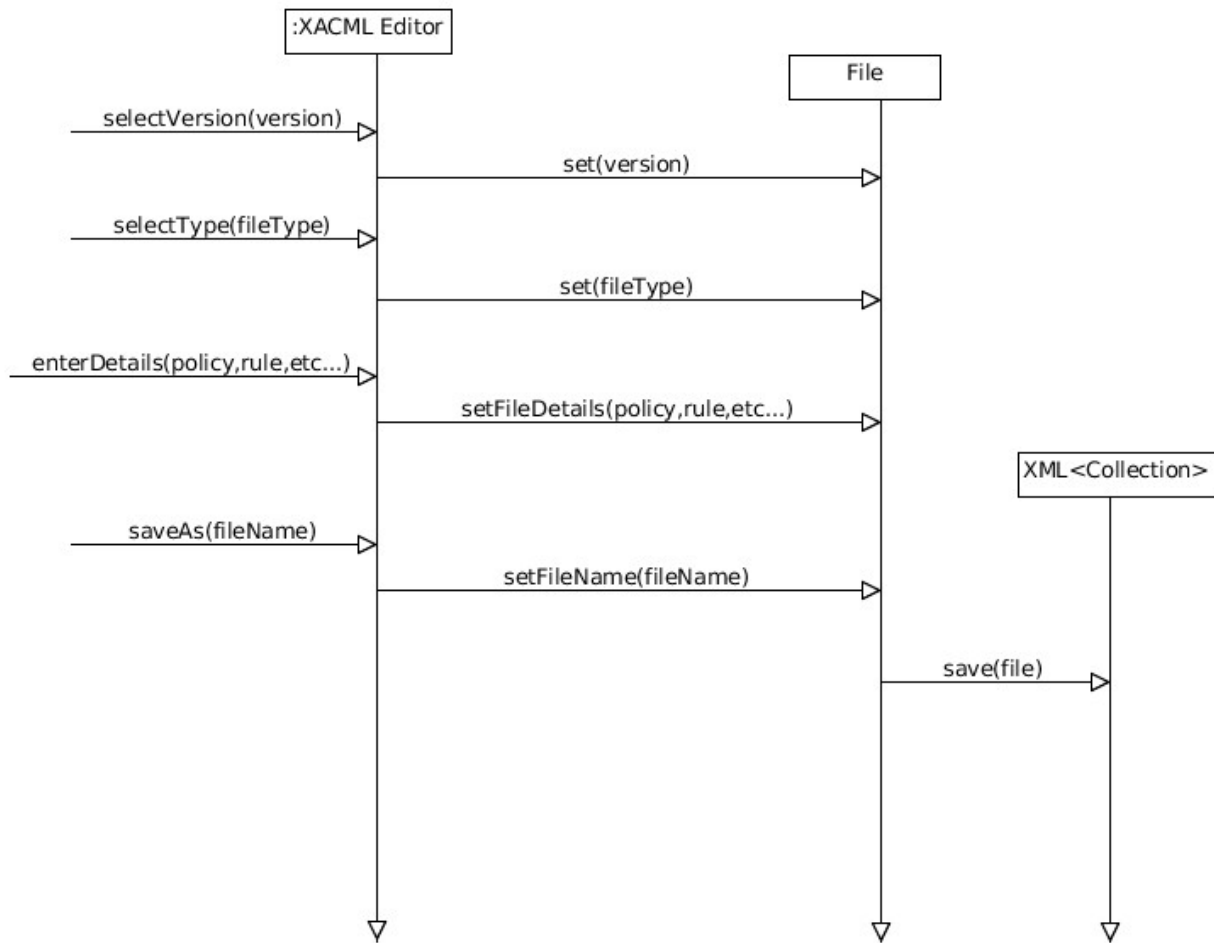 :XACML Editor
File
selectVersion(version)
set(version)
selectType(fileType)
set(fileType)
enterDetails(policy,rule,etc...)
setFileDetails(policy,rule,etc...)
XML<Collection>
saveAs(fileName)
setFileName(fileName)
save(file)